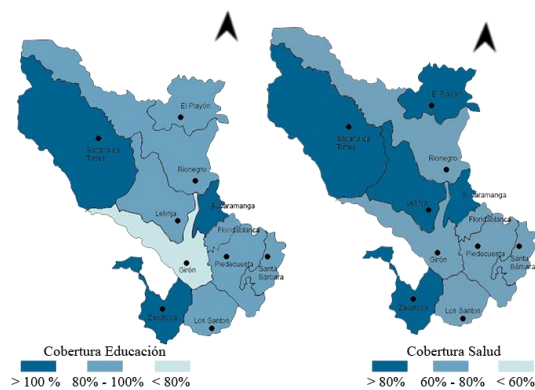 El Playón
Sabana de
Torres
Rionegro
Bucaramanga
Lebrija
Floridablanca
Girón
Piedecuesta
Santa
Bárbara
Zapatoca
Los Santos
Cobertura Educación
> 100 % 80% - 100% < 80%
El Playón
Sabana de
Torres
Rionegro
Bucaramanga
Lebrija
Floridablanca
Girón
Piedecuesta
Santa
Bárbara
Zapatoca
Los Santos
Cobertura Salud
> 80% 60% - 80% < 60%